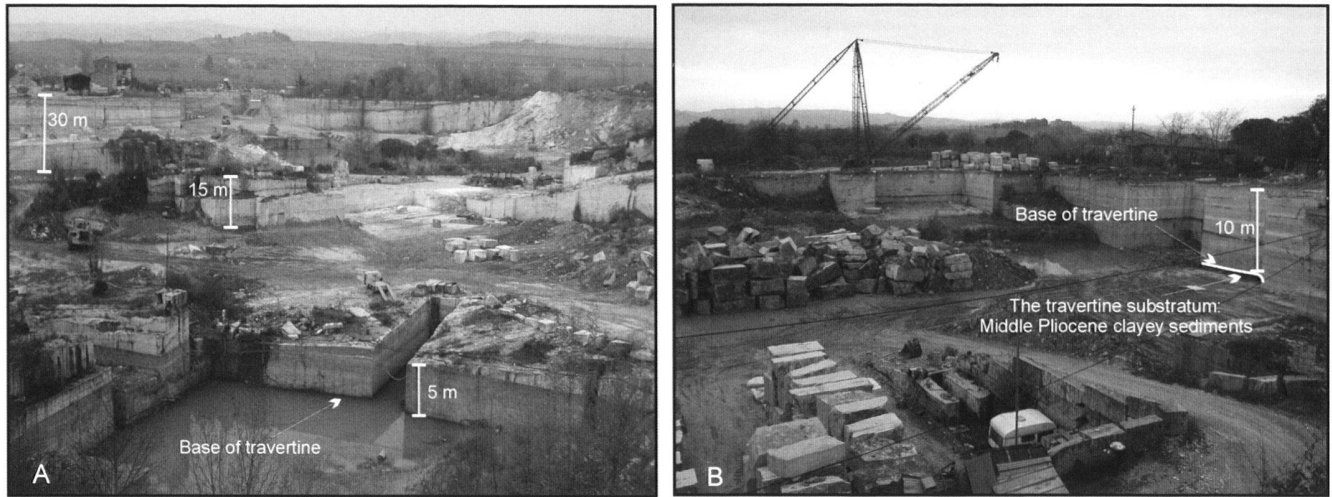 30 m
15 m
5 m
Base of travertine
A
Base of travertine
10 m
The travertine substratum:
Middle Pliocene clayey sediments
B